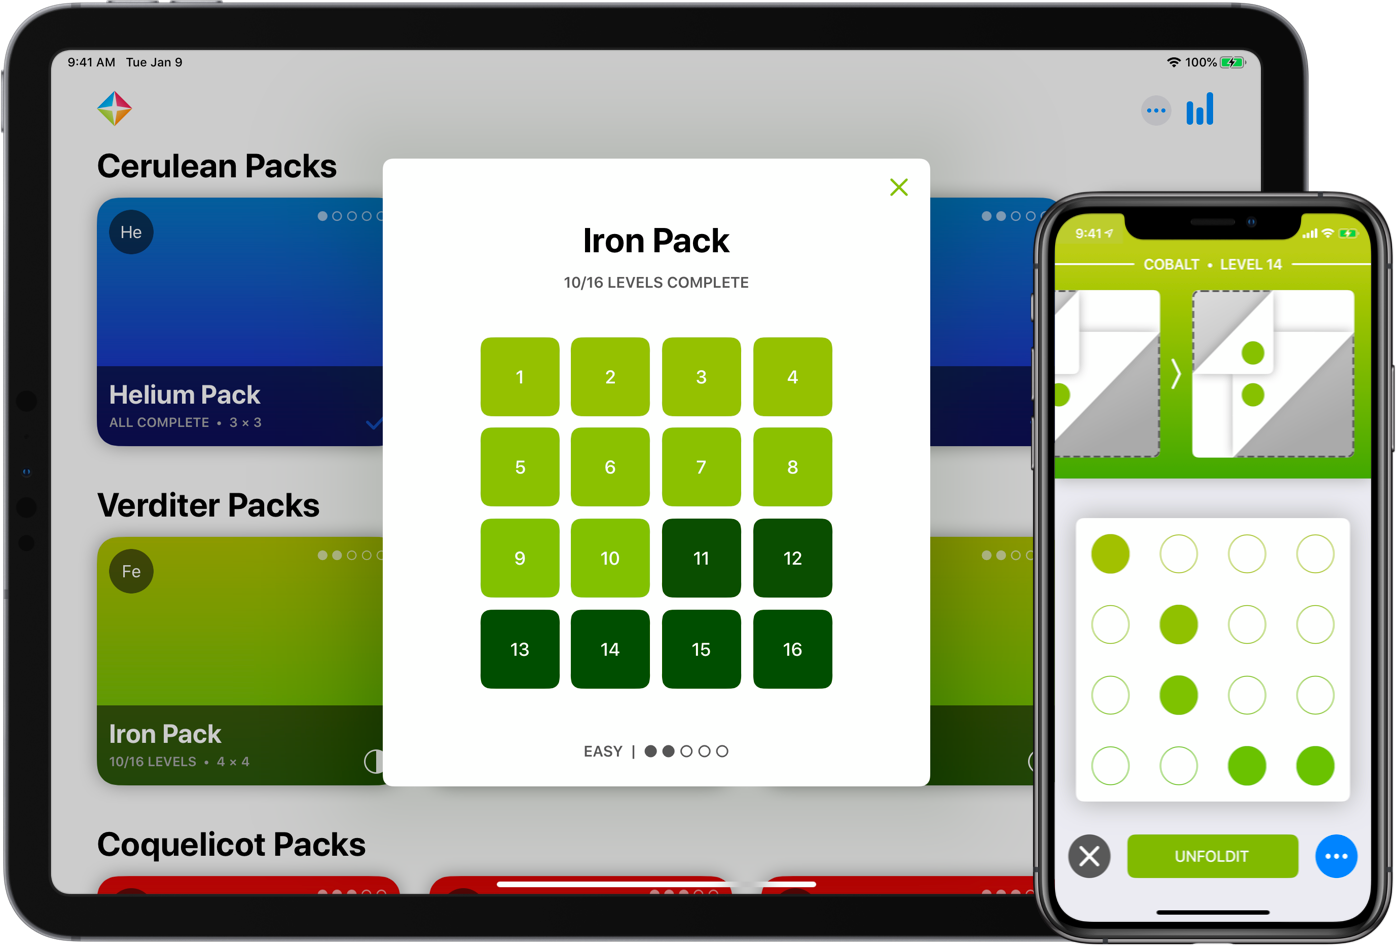 9:41 AM Tue Jan 9
100%
Cerulean Packs
He
Helium Pack
ALL COMPLETE • 3 × 3
Verditer Packs
Fe
Iron Pack
10/16 LEVELS • 4 × 4
Coquelicot Packs
Iron Pack
10/16 LEVELS COMPLETE
1 2 3 4
5 6 7 8
9 10 11 12
13 14 15 16
EASY |
9:41
COBALT • LEVEL 14
UNFOLDIT